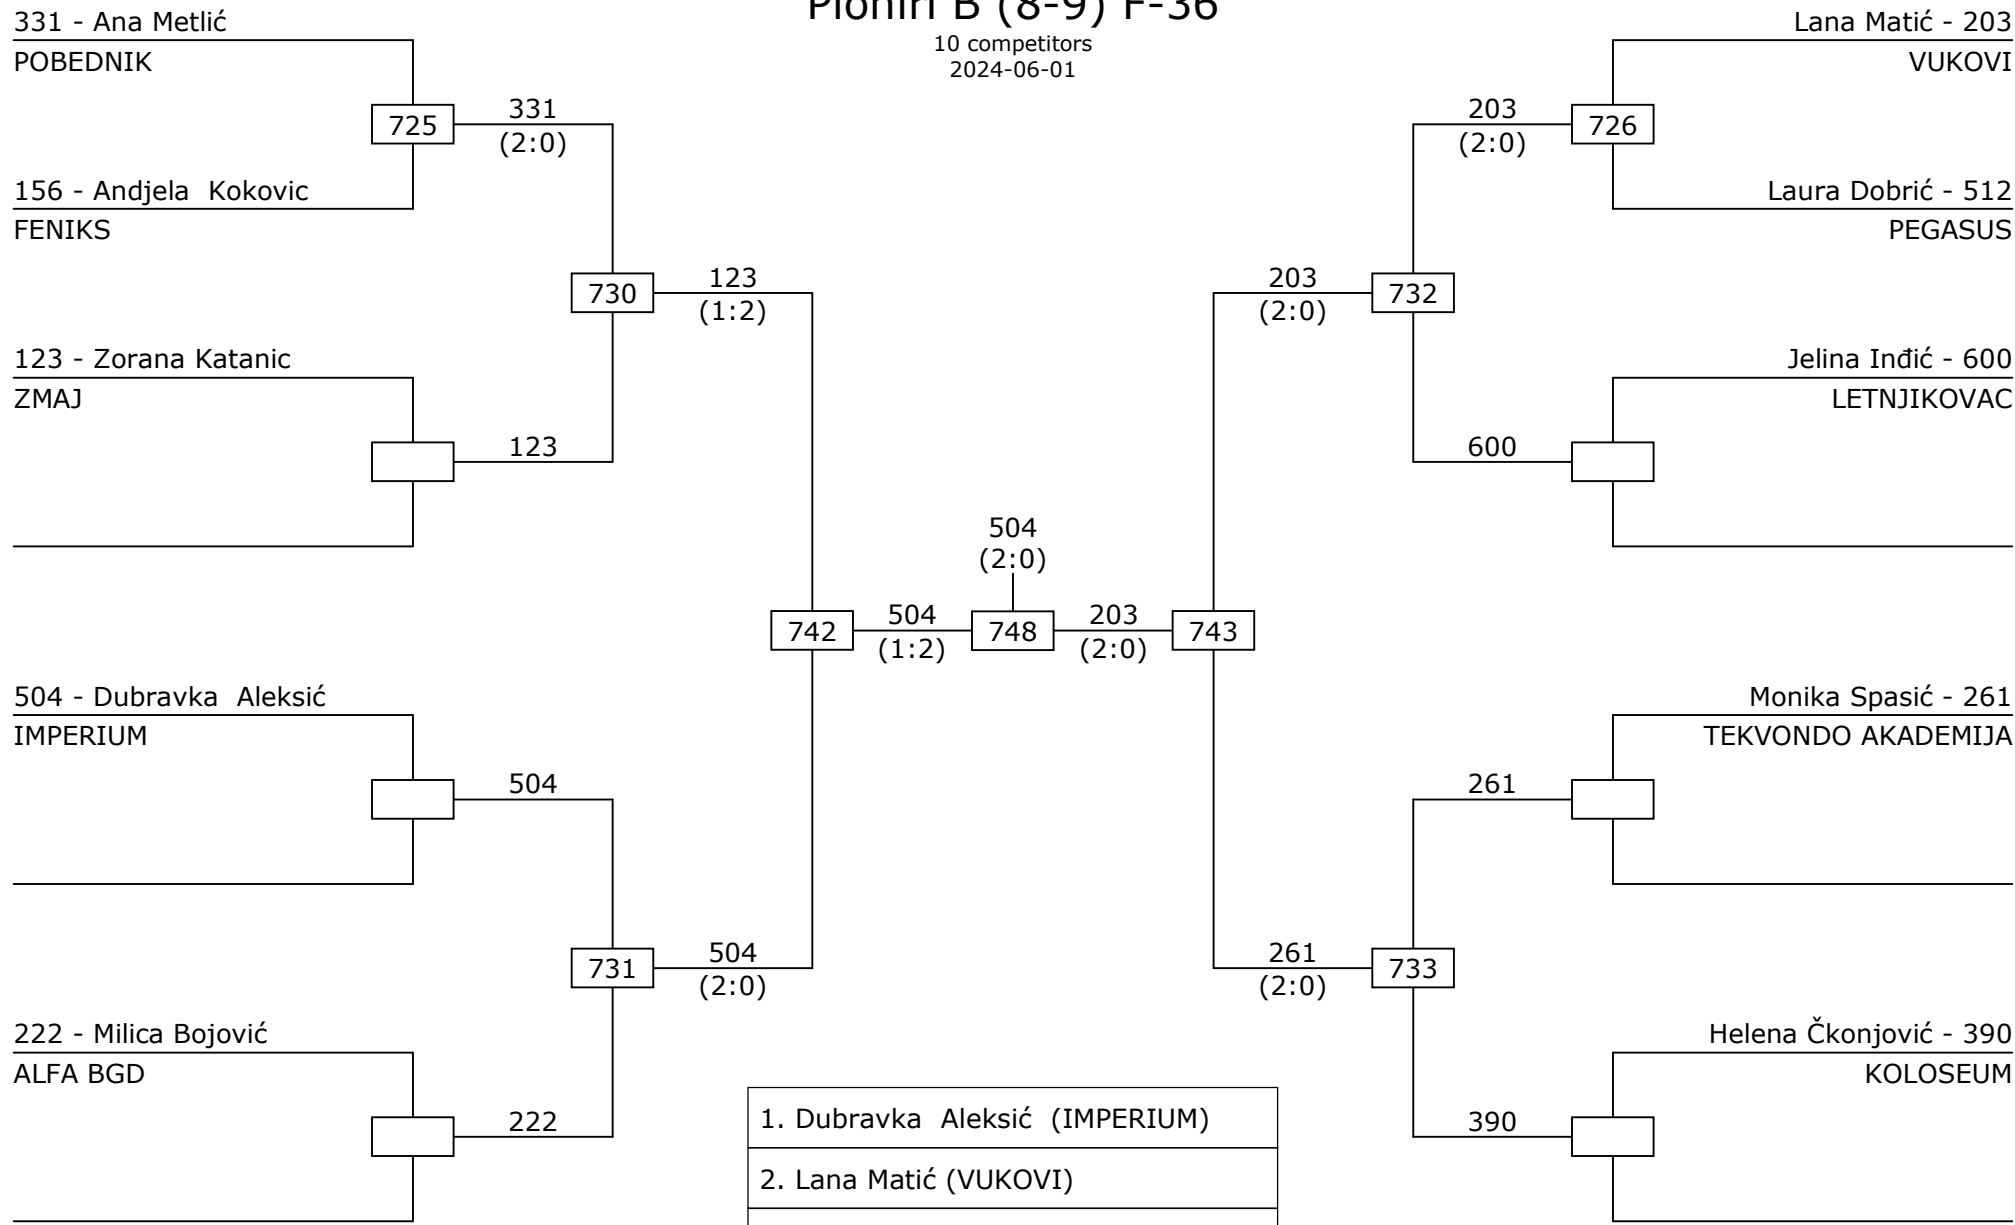 Pionirl B (8-9) F-36
10 competitors
2024-06-01
331 - Ana Metlić
POBEDNIK
725
331
(2:0)
156 - Andjela  Kokovic
FENIKS
730
123
(1:2)
123 - Zorana Katanic
ZMAJ
123
504 - Dubravka  Aleksić
IMPERIUM
504
731
504
(2:0)
222 - Milica Bojović
ALFA BGD
222
742
504
(1:2)
504
(2:0)
748
203
(2:0)
743
Lana Matić - 203
VUKOVI
203
(2:0)
726
Laura Dobrić - 512
PEGASUS
203
(2:0)
732
Jelina Inđić - 600
LETNJIKOVAC
600
Monika Spasić - 261
TEKVONDO AKADEMIJA
261
261
(2:0)
733
Helena Čkonjović - 390
KOLOSEUM
390
1. Dubravka  Aleksić  (IMPERIUM)
2. Lana Matić (VUKOVI)